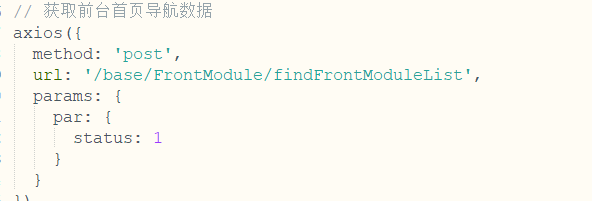 // 获取前台首页导航数据
axios({
method: 'post',
url: '/base/FrontModule/findFrontModuleList',
params: {
par: {
status: 1
}
}
})